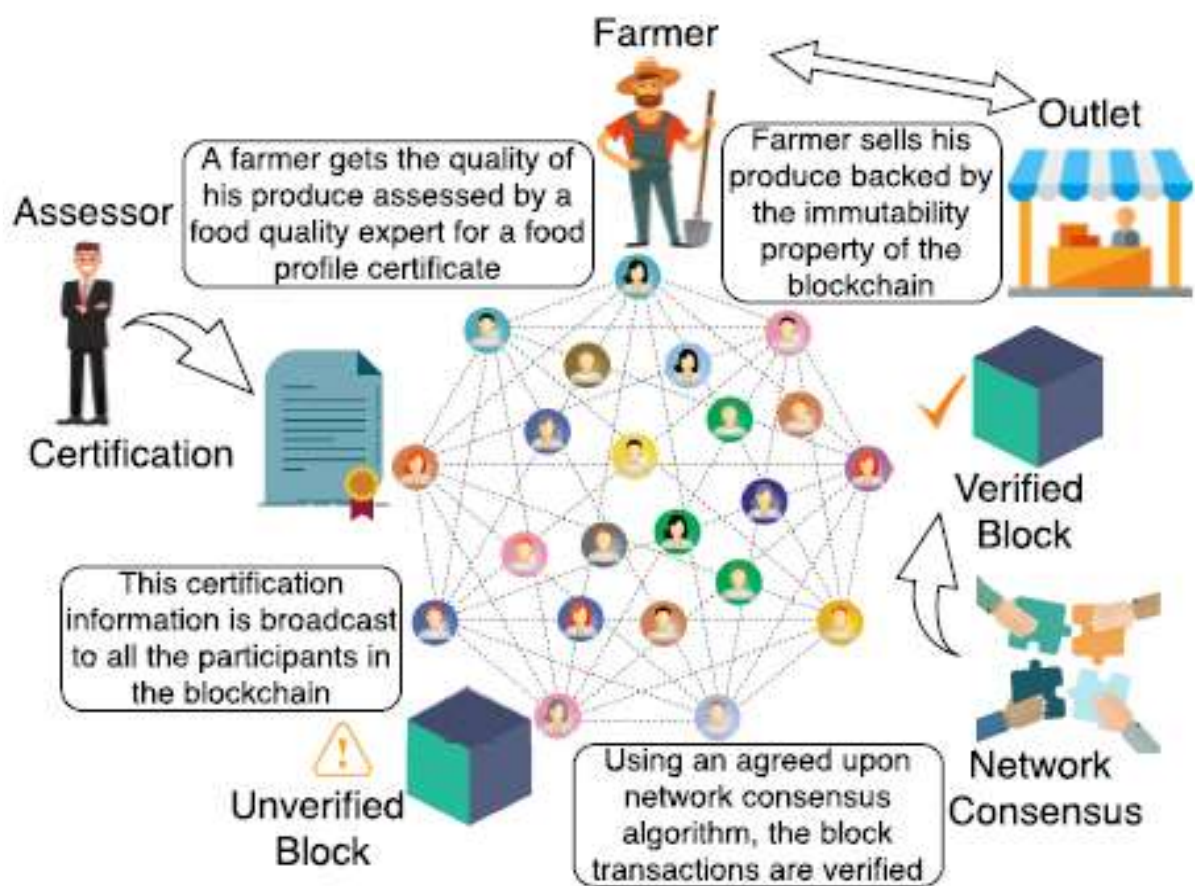 Farmer
Outlet
Assessor
A farmer gets the quality of
his produce assessed by a
food quality expert for a food
profile certificate
Farmer sells his
produce backed by
the immutability
property of the
blockchain
Certification
Verified
Block
This certification
information is broadcast
to all the participants in
the blockchain
Unverified
Block
Using an agreed upon
network consensus
algorithm, the block
transactions are verified
Network
Consensus